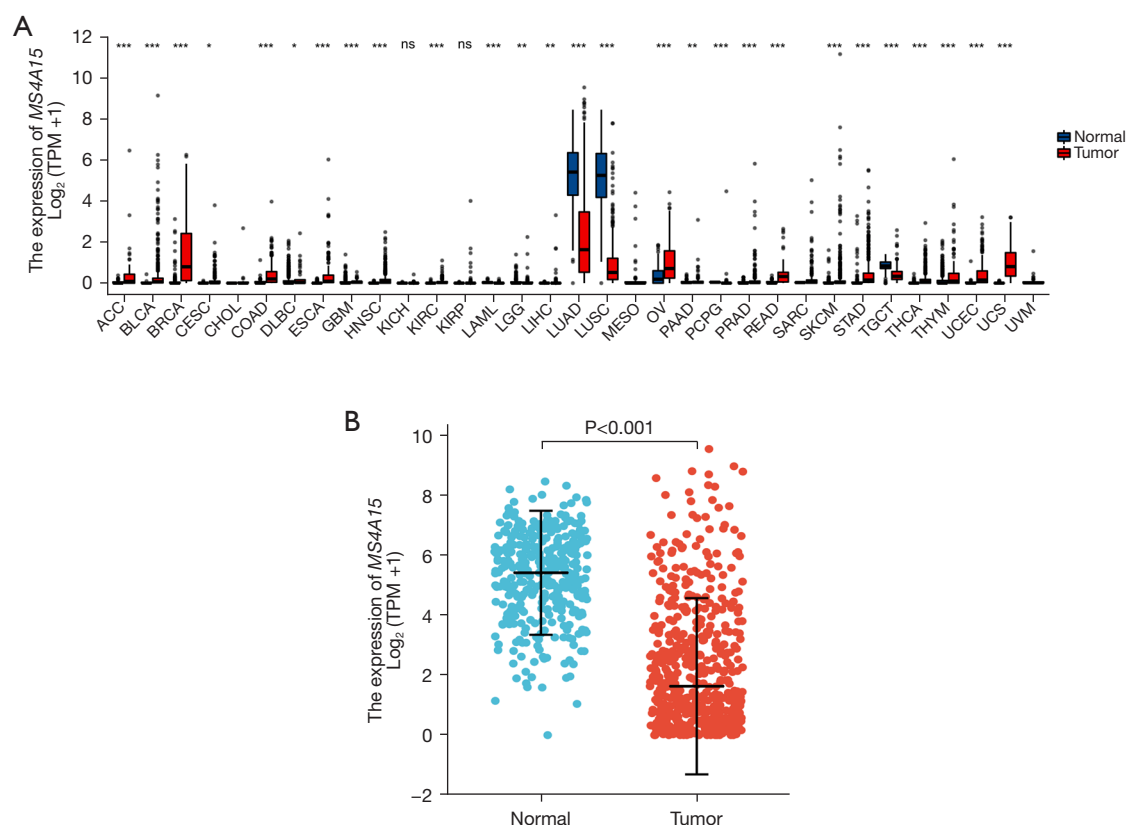 A
The expression of MS4A15
Log₂ (TPM +1)
12
10
8
6
4
2
0
*** *** *** * *** * *** *** *** ns *** ns *** ** ** *** *** *** ** *** *** *** *** *** *** *** *** *** ***
Normal
Tumor
ACC BLCA BRCA CESC CHOL COAD DLBC ESCA GBM HNSC KICH KIRC KIRP LAML LGG LIHC LUAD LUSC MESO OV PAAD PCPG PRAD READ SARC SKCM STAD TGCT THCA THYM UCEC UCS UVM
B
The expression of MS4A15
Log₂ (TPM +1)
P<0.001
10
8
6
4
2
0
−2
Normal Tumor